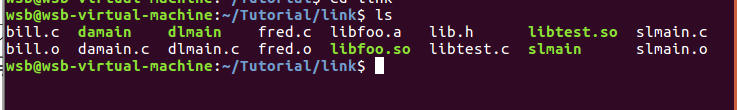 wsb@wsb-virtual-machine:~/Tutorial/link$ ls
bill.c  damain  dlmain  fred.c  libfoo.a  lib.h  libtest.so  slmain.c
bill.o  damain.c  dlmain.c  fred.o  libfoo.so  libtest.c  slmain  slmain.o
wsb@wsb-virtual-machine:~/Tutorial/link$